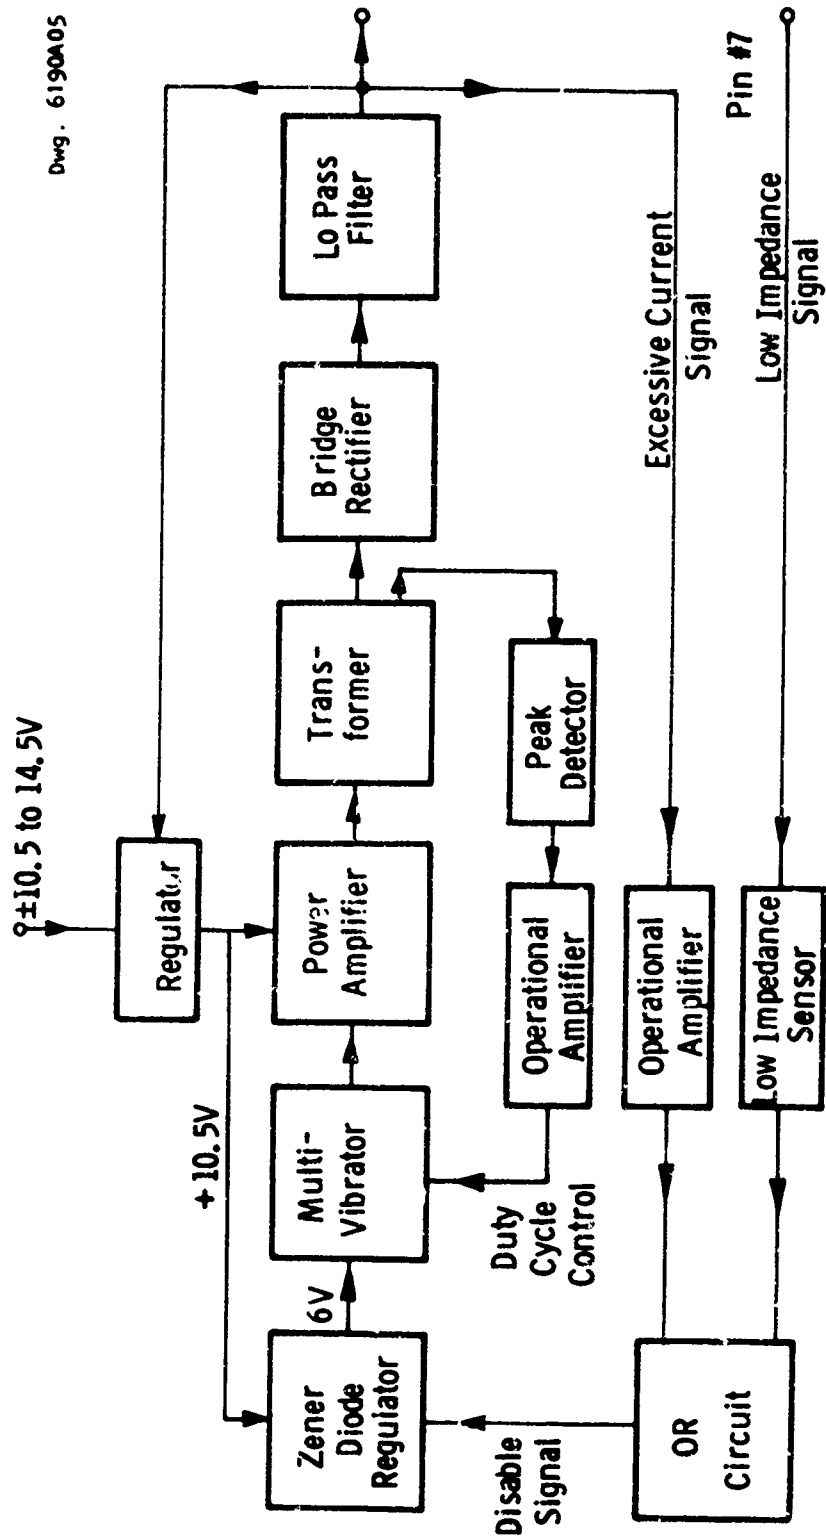 Dwg. 6190A05
±10.5 to 14.5V
Regulator
+10.5V
Zener
Diode
Regulator
6V
Multi-
Vibrator
Power
Amplifier
Trans-
former
Bridge
Rectifier
Lo Pass
Filter
Duty
Cycle
Control
Operational
Amplifier
Peak
Detector
Disable
Signal
Operational
Amplifier
Excessive Current
Signal
OR
Circuit
Low Impedance
Sensor
Low Impedance
Signal
Pin #7